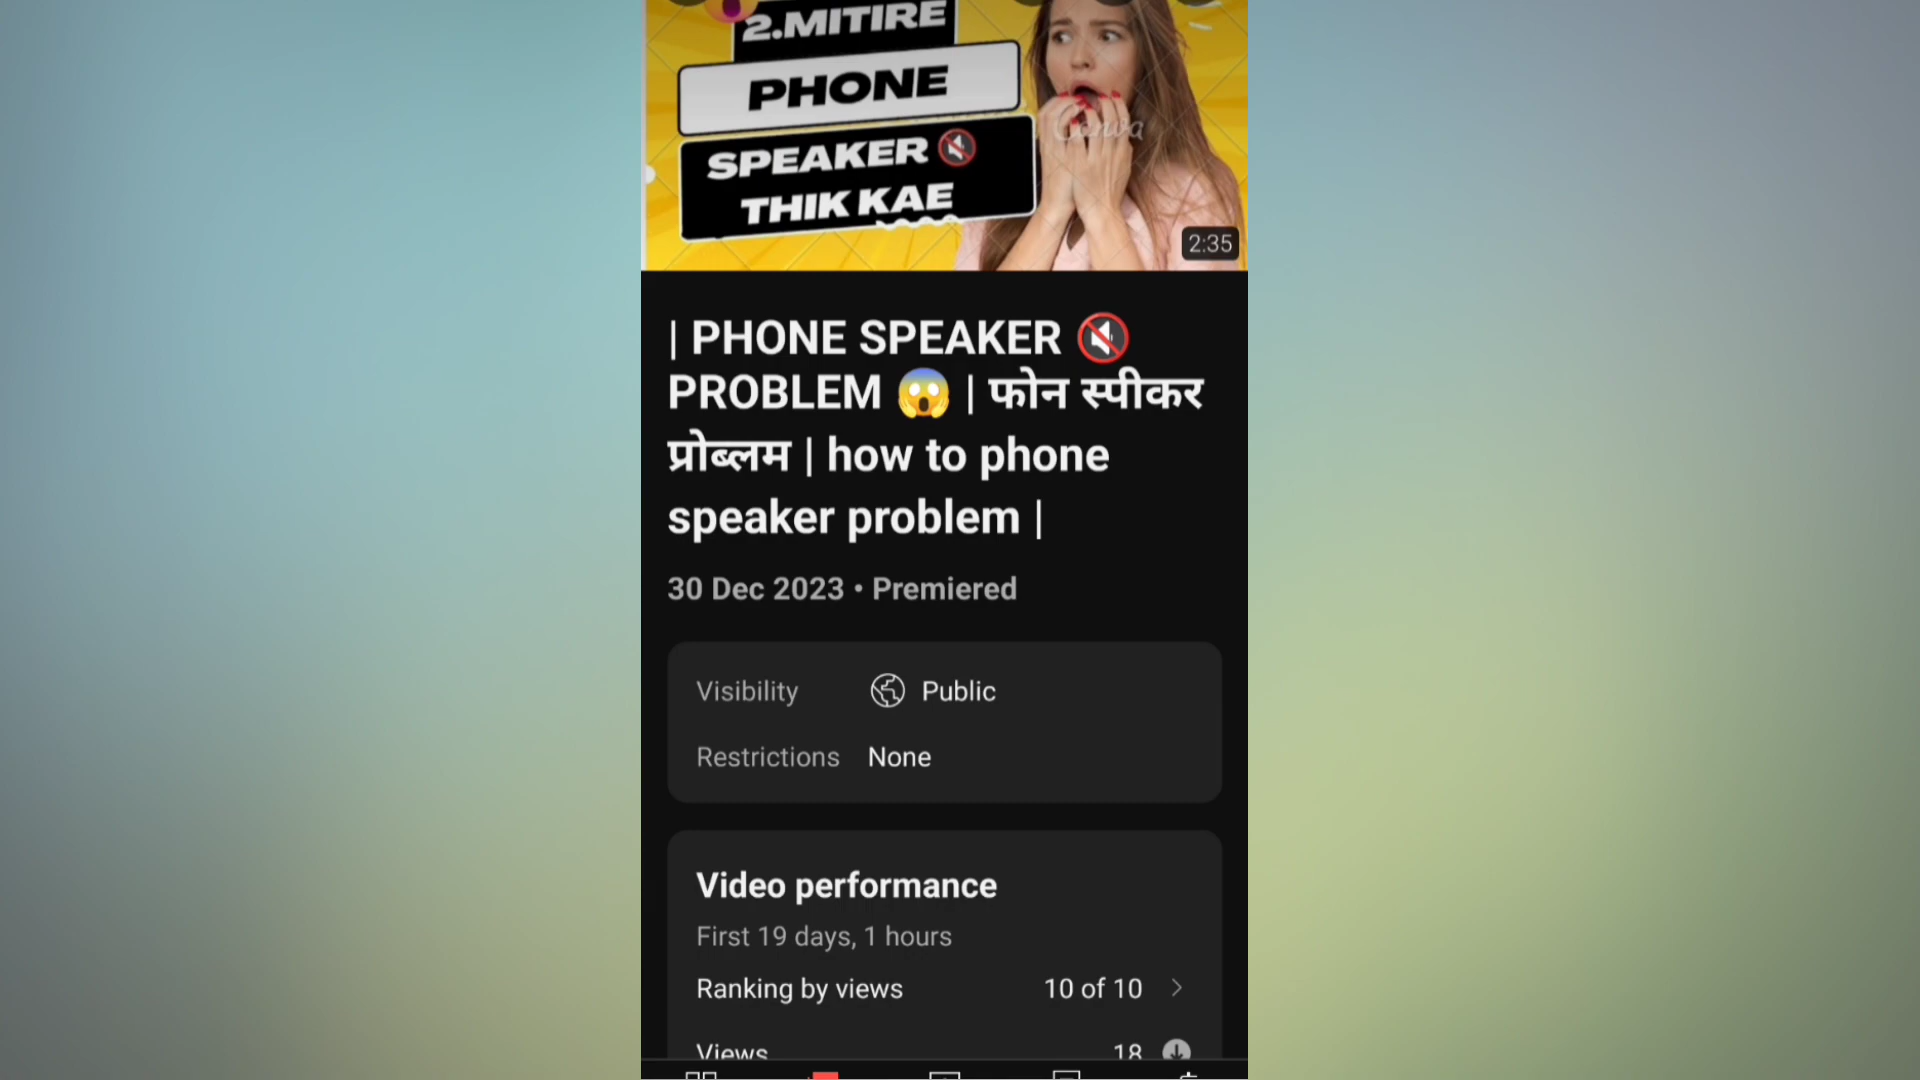 2.MITIRE
PHONE
SPEAKER 🔇
THIK KAE
Canva
2:35
| PHONE SPEAKER 🔇
PROBLEM 😱 | फोन स्पीकर
प्रोब्लम | how to phone
speaker problem |
30 Dec 2023 • Premiered
Visibility Public
Restrictions None
Video performance
First 19 days, 1 hours
Ranking by views 10 of 10
Views 18